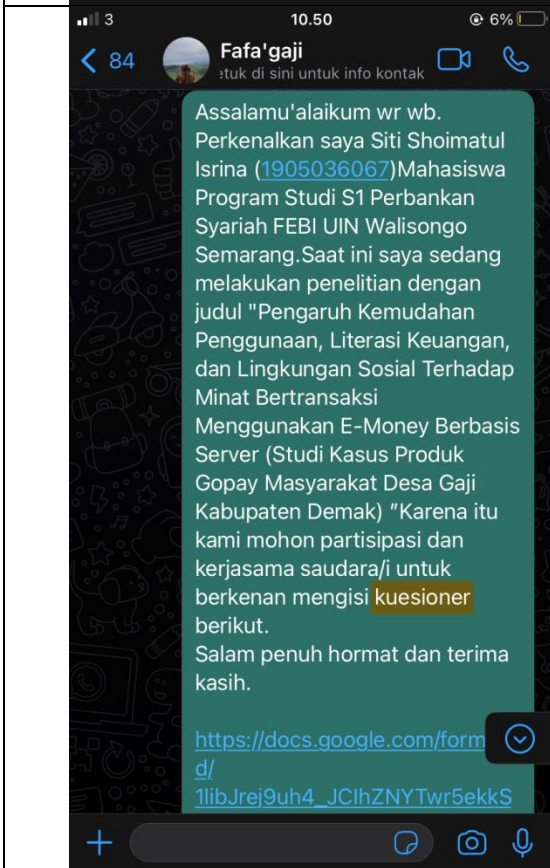 3 10.50 6%
84 Fafa'gaji
etuk di sini untuk info kontak
Assalamu'alaikum wr wb.
Perkenalkan saya Siti Shoimatul
Isrina (1905036067)Mahasiswa
Program Studi S1 Perbankan
Syariah FEBI UIN Walisongo
Semarang.Saat ini saya sedang
melakukan penelitian dengan
judul "Pengaruh Kemudahan
Penggunaan, Literasi Keuangan,
dan Lingkungan Sosial Terhadap
Minat Bertransaksi
Menggunakan E-Money Berbasis
Server (Studi Kasus Produk
Gopay Masyarakat Desa Gaji
Kabupaten Demak) "Karena itu
kami mohon partisipasi dan
kerjasama saudara/i untuk
berkenan mengisi kuesioner
berikut.
Salam penuh hormat dan terima
kasih.
https://docs.google.com/form
d/
1libJrej9uh4_JClhZNYTwr5ekkS